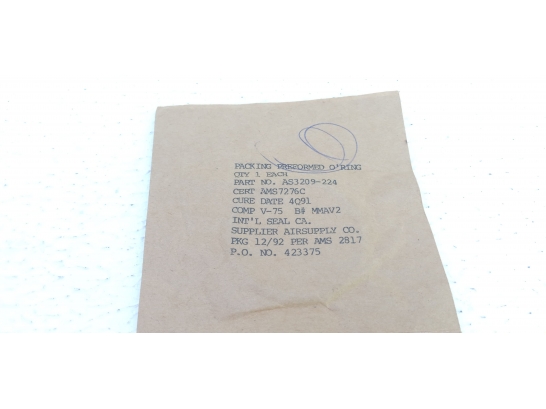 PACKING PREFORMED O'RING
QTY 1 EACH
PART NO. AS3209-224
CERT AMS7276C
CURE DATE 4Q91
COMP V-75 B# MMAV2
INT'L SEAL CA.
SUPPLIER AIRSUPPLY CO.
PKG 12/92 PER AMS 2817
P.O. NO. 423375